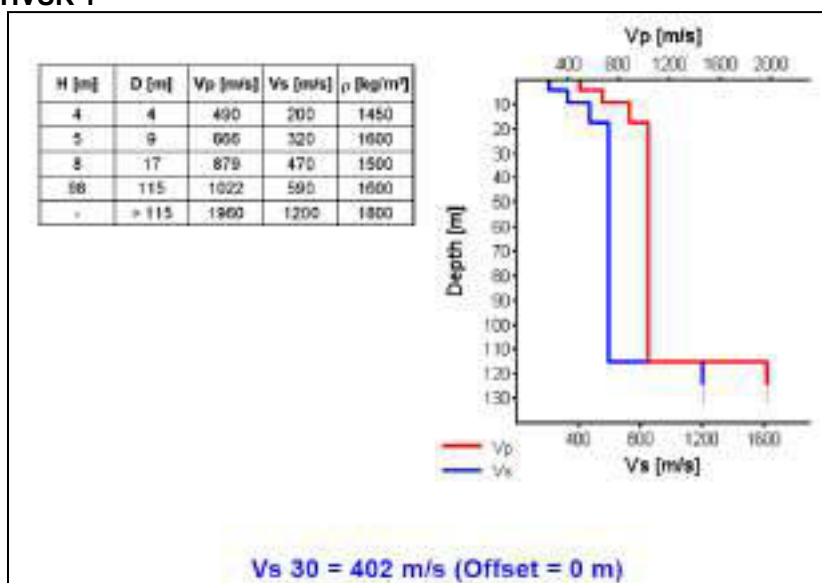 HVSR
H [m] D [m] Vp [m/s] Vs [m/s] ρ [kg/m³]
4 4 490 200 1450
5 9 666 320 1600
8 17 879 470 1500
98 115 1022 590 1600
- > 115 1960 1200 1800
Vp [m/s]
400 800 1200 1600 2000
Depth [m]
10
20
30
40
50
60
70
80
90
100
110
120
130
400 800 1200 1600
Vs [m/s]
Vp
Vs
Vs 30 = 402 m/s (Offset = 0 m)